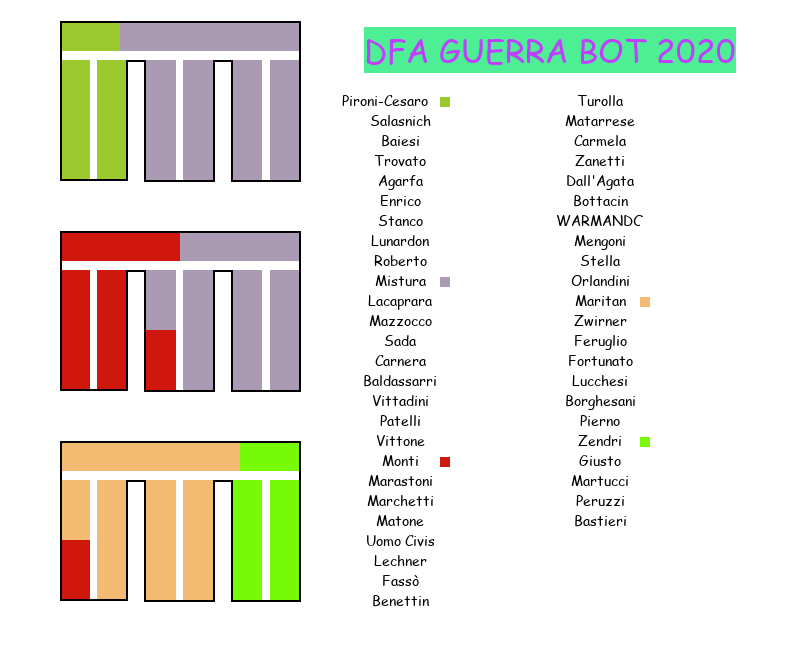 DFA GUERRA BOT 2020
Pironi-Cesaro
Salasnich
Baiesi
Trovato
Agarfa
Enrico
Stanco
Lunardon
Roberto
Mistura
Lacaprara
Mazzocco
Sada
Carnera
Baldassarri
Vittadini
Patelli
Vittone
Monti
Marastoni
Marchetti
Matone
Uomo Civis
Lechner
Fassò
Benettin
Turolla
Matarrese
Carmela
Zanetti
Dall'Agata
Bottacin
WARMANDC
Mengoni
Stella
Orlandini
Maritan
Zwirner
Feruglio
Fortunato
Lucchesi
Borghesani
Pierno
Zendri
Giusto
Martucci
Peruzzi
Bastieri